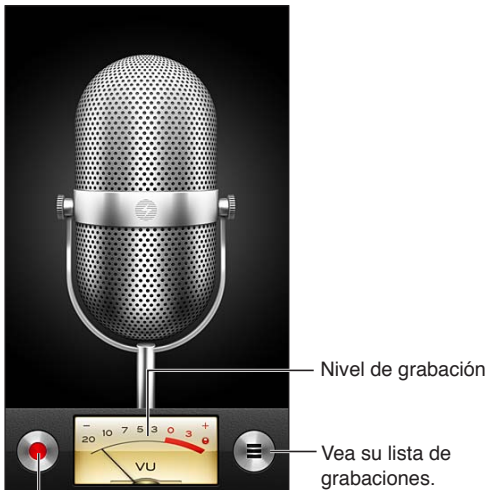 Nivel de grabación
- 20 10 7 5 3 0 3 +
VU
Vea su lista de
grabaciones.